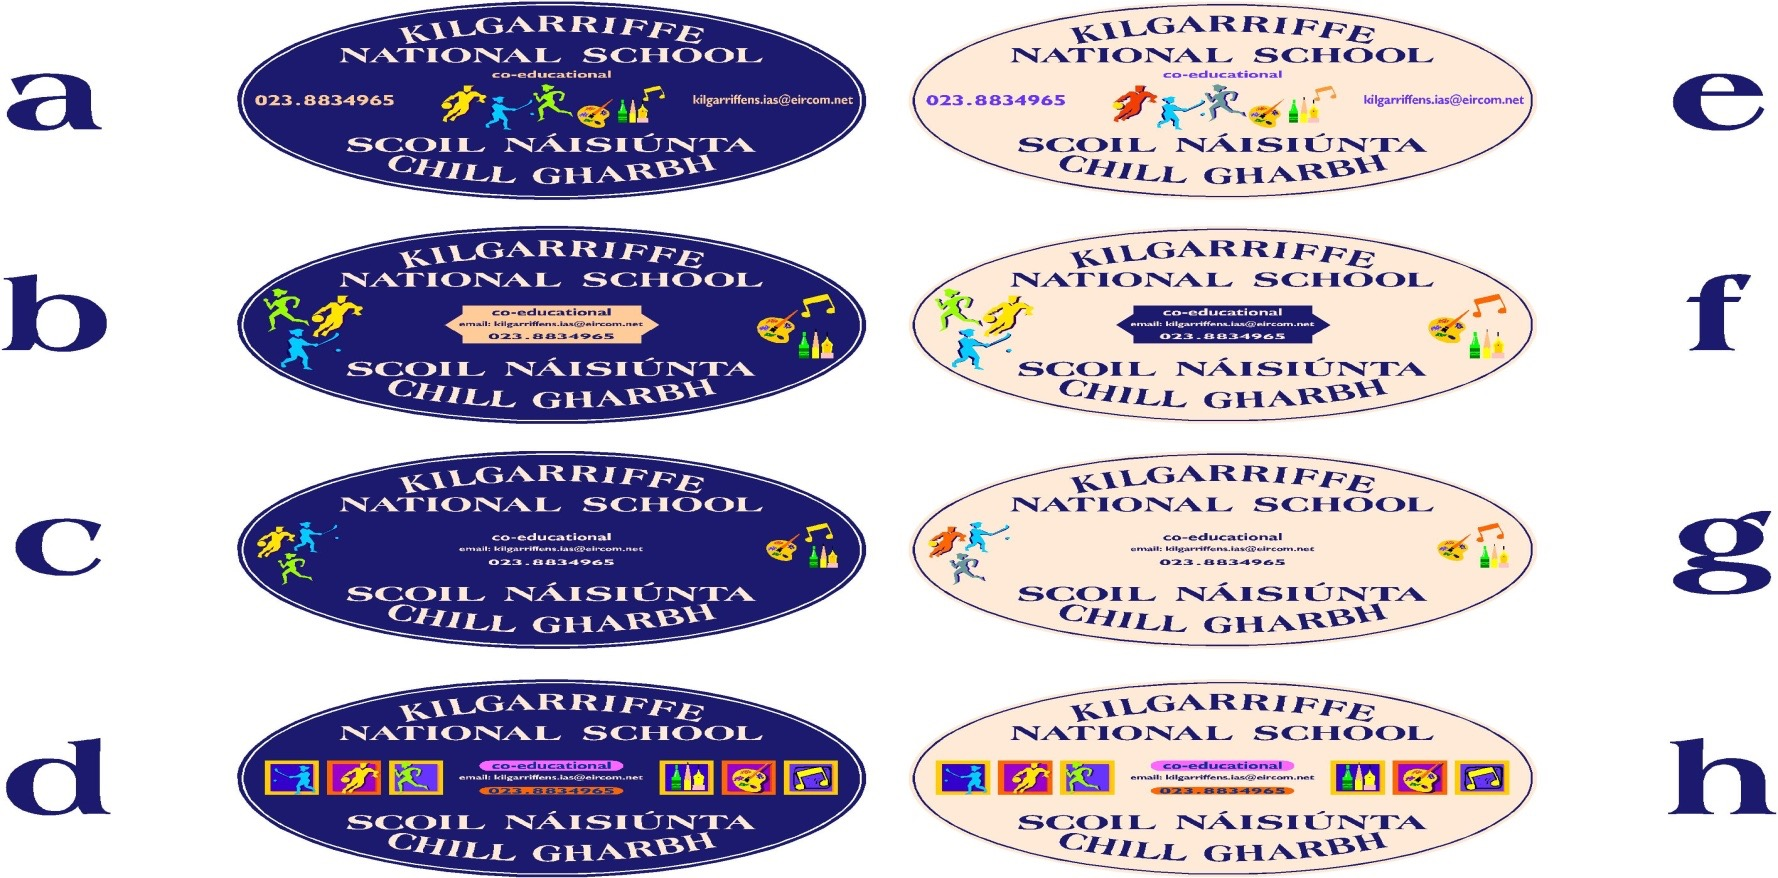 a
KILGARRIFFE
NATIONAL SCHOOL
co-educational
023.8834965
kilgarriffens.ias@eircom.net
SCOIL NÁISIÚNTA
CHILL GHARBH
e
KILGARRIFFE
NATIONAL SCHOOL
co-educational
023.8834965
kilgarriffens.ias@eircom.net
SCOIL NÁISIÚNTA
CHILL GHARBH
b
KILGARRIFFE
NATIONAL SCHOOL
co-educational
email: kilgarriffens.ias@eircom.net
023.8834965
SCOIL NÁISIÚNTA
CHILL GHARBH
f
KILGARRIFFE
NATIONAL SCHOOL
co-educational
email: kilgarriffens.ias@eircom.net
023.8834965
SCOIL NÁISIÚNTA
CHILL GHARBH
c
KILGARRIFFE
NATIONAL SCHOOL
co-educational
email: kilgarriffens.ias@eircom.net
023.8834965
SCOIL NÁISIÚNTA
CHILL GHARBH
g
KILGARRIFFE
NATIONAL SCHOOL
co-educational
email: kilgarriffens.ias@eircom.net
023.8834965
SCOIL NÁISIÚNTA
CHILL GHARBH
d
KILGARRIFFE
NATIONAL SCHOOL
co-educational
email: kilgarriffens.ias@eircom.net
023.8834965
SCOIL NÁISIÚNTA
CHILL GHARBH
h
KILGARRIFFE
NATIONAL SCHOOL
co-educational
email: kilgarriffens.ias@eircom.net
023.8834965
SCOIL NÁISIÚNTA
CHILL GHARBH